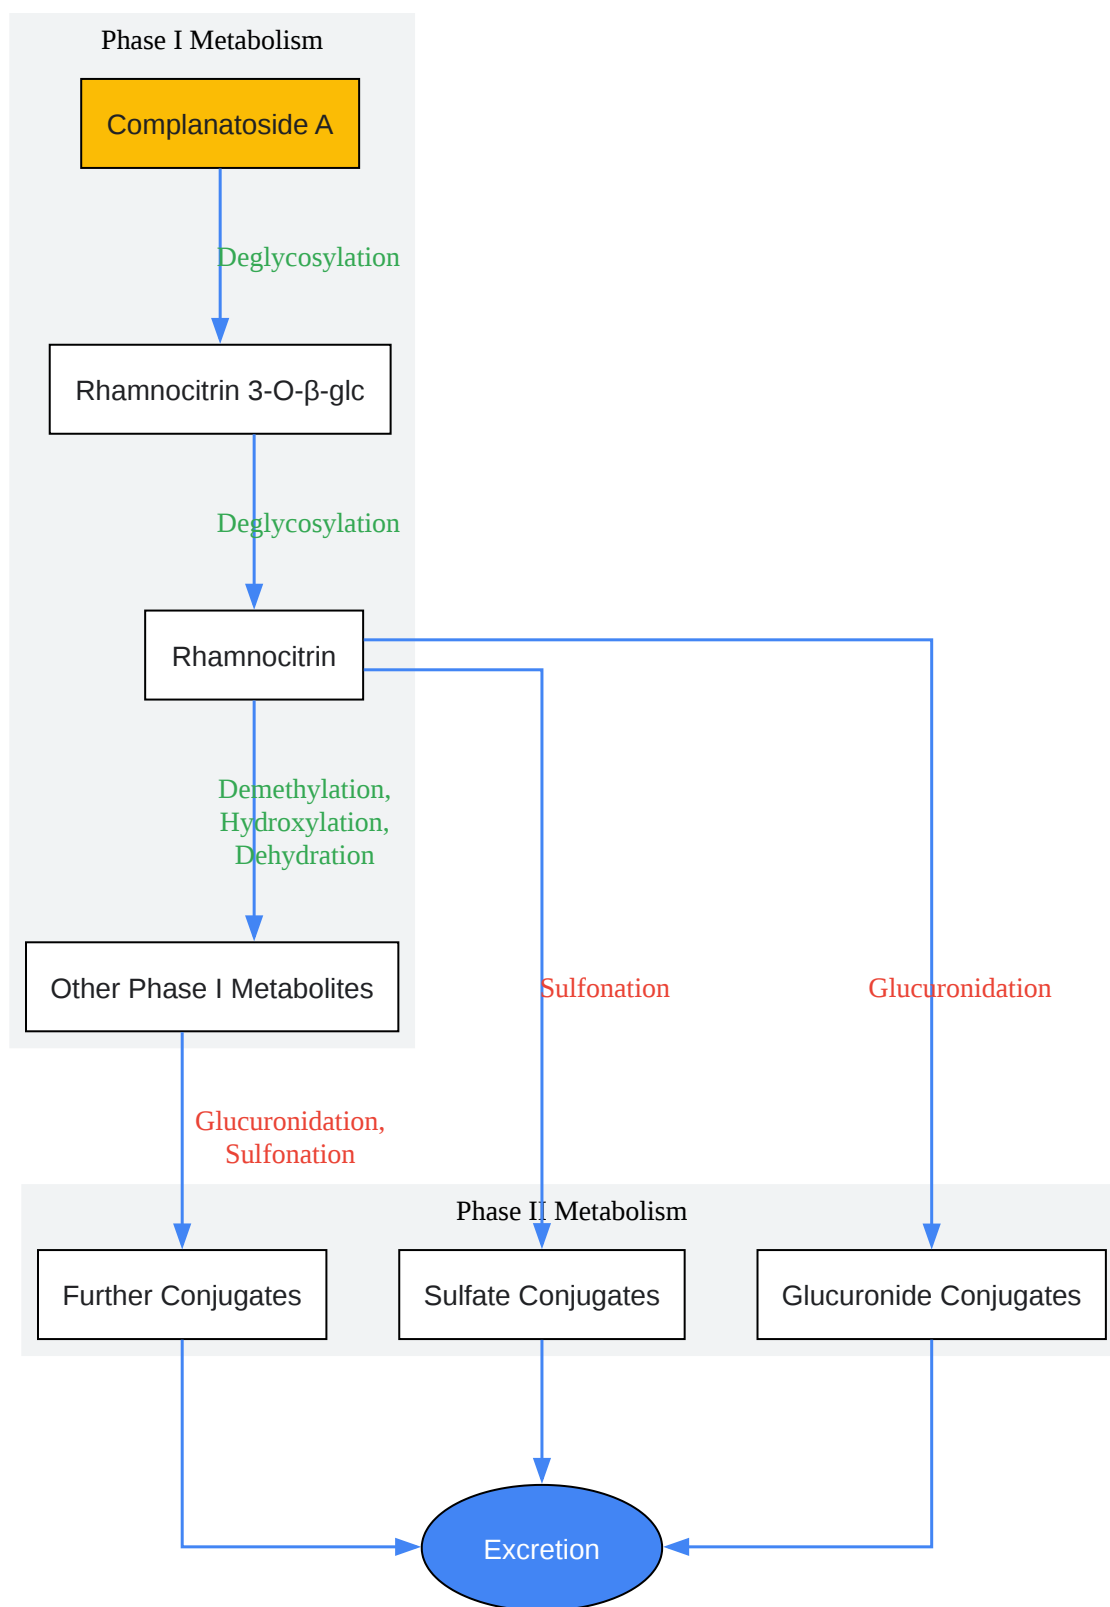 Phase I Metabolism
Complanatoside A
Deglycosylation
Rhamnocitrin 3-O-β-glc
Deglycosylation
Rhamnocitrin
Demethylation,
Hydroxylation,
Dehydration
Other Phase I Metabolites
Sulfonation
Glucuronidation
Glucuronidation,
Sulfonation
Phase II Metabolism
Further Conjugates
Sulfate Conjugates
Glucuronide Conjugates
Excretion